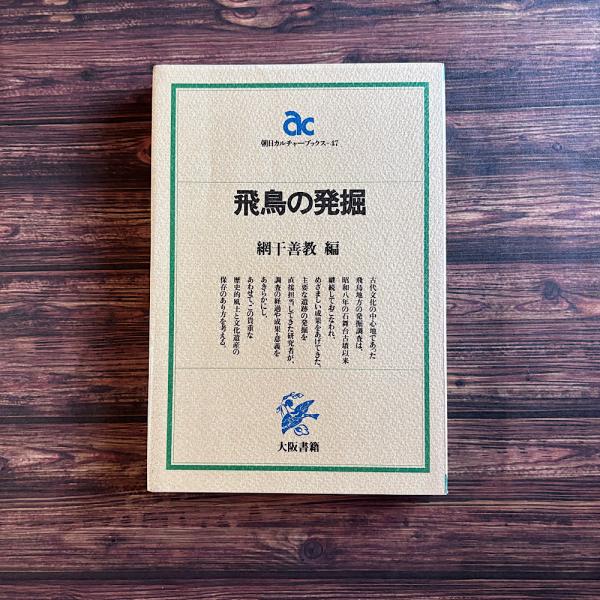 ac
朝日カルチャーブックス-47
飛鳥の発掘
網干善教 編
古代文化の中心地であった
飛鳥地方の発掘調査は、
昭和八年の石舞台古墳以来
継続しておこなわれ、
めざましい成果をあげてきた。
主要な遺跡の発掘を
直接担当してきた研究者が、
調査の経過や成果・意義を
あきらかにし、
あわせて、この貴重な
歴史的風土と文化遺産の
保存のあり方を考える。
大阪書籍